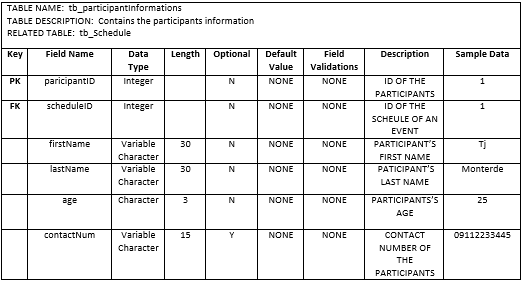 TABLE NAME: tb_participantInformations
TABLE DESCRIPTION: Contains the participants information
RELATED TABLE: tb_Schedule
Key Field Name Data Type Length Optional Default Value Field Validations Description Sample Data
PK paricipantID Integer N NONE NONE ID OF THE PARTICIPANTS 1
FK scheduleID Integer N NONE NONE ID OF THE SCHEULE OF AN EVENT 1
firstName Variable Character 30 N NONE NONE PARTICIPANT'S FIRST NAME Tj
lastName Variable Character 30 N NONE NONE PATICIPANT'S LAST NAME Monterde
age Character 3 N NONE NONE PARTICIPANTS'S AGE 25
contactNum Variable Character 15 Y NONE NONE CONTACT NUMBER OF THE PARTICIPANTS 09112233445